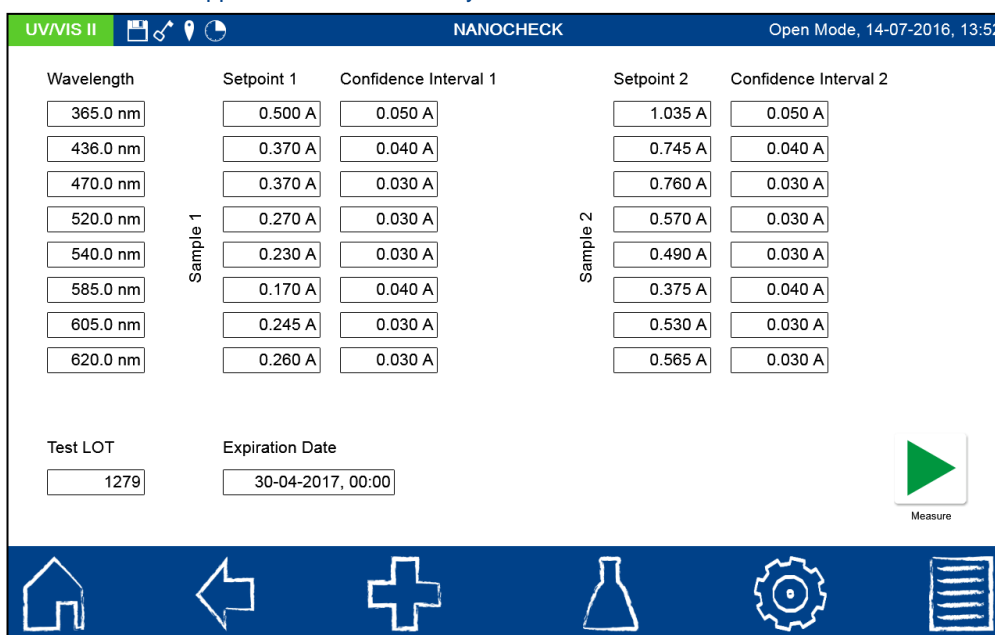 UV/VIS II NANOCHECK Open Mode, 14-07-2016, 13:52
Wavelength Setpoint 1 Confidence Interval 1 Setpoint 2 Confidence Interval 2
365.0 nm 0.500 A 0.050 A 1.035 A 0.050 A
436.0 nm 0.370 A 0.040 A 0.745 A 0.040 A
470.0 nm 0.370 A 0.030 A 0.760 A 0.030 A
520.0 nm 0.270 A 0.030 A 0.570 A 0.030 A
Sample 1 Sample 2
540.0 nm 0.230 A 0.030 A 0.490 A 0.030 A
585.0 nm 0.170 A 0.040 A 0.375 A 0.040 A
605.0 nm 0.245 A 0.030 A 0.530 A 0.030 A
620.0 nm 0.260 A 0.030 A 0.565 A 0.030 A
Test LOT Expiration Date
1279 30-04-2017, 00:00
Measure